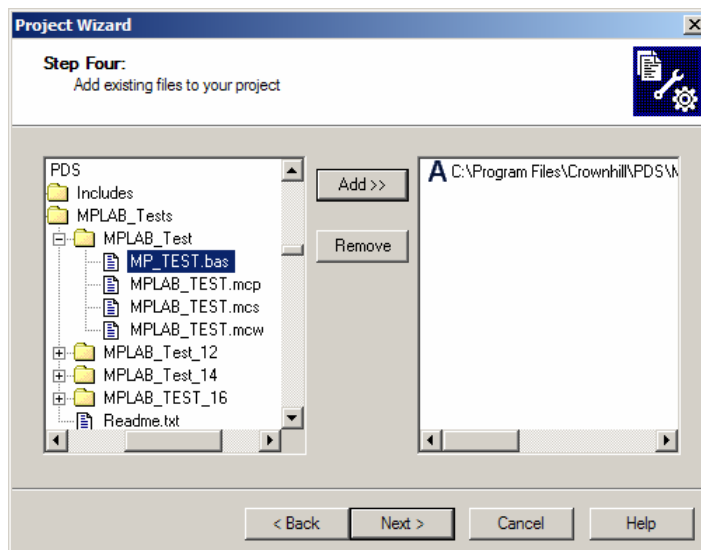 Project Wizard
Step Four:
Add existing files to your project
PDS
Includes
MPLAB_Tests
MPLAB_Test
MP_TEST.bas
MPLAB_TEST.mcp
MPLAB_TEST.mcs
MPLAB_TEST.mcw
MPLAB_Test_12
MPLAB_Test_14
MPLAB_TEST_16
Readme.txt
Add >>
Remove
A C:\Program Files\Crownhill\PDS\M
< Back
Next >
Cancel
Help